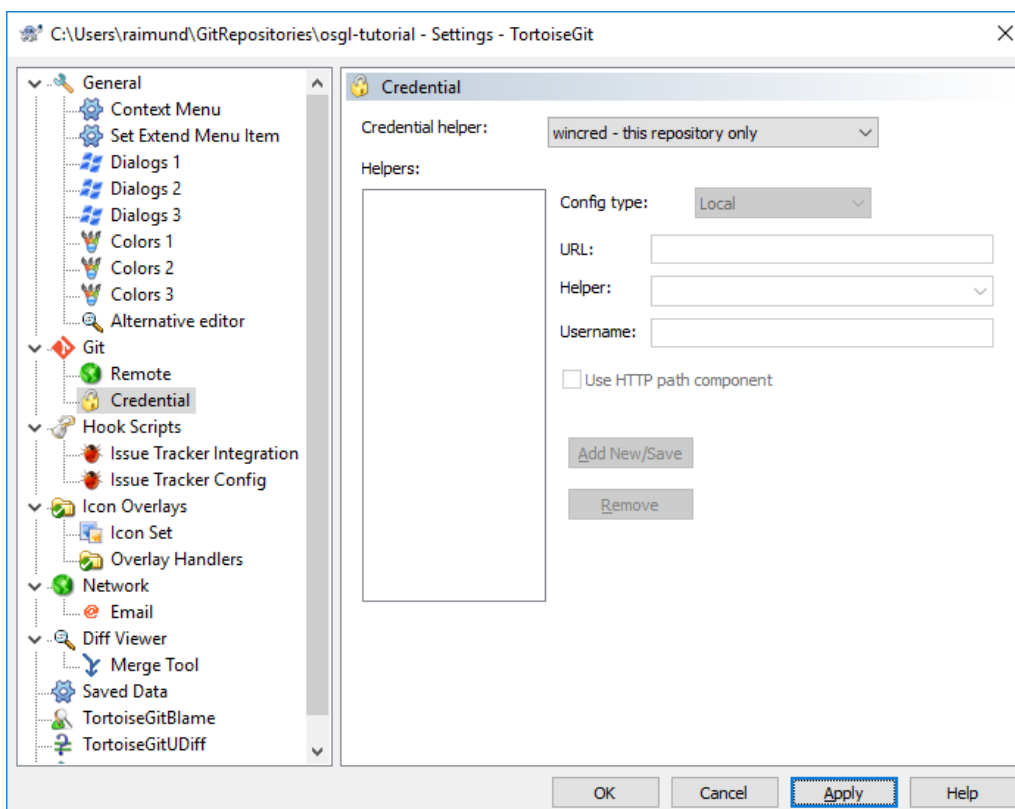 C:\Users\raimund\GitRepositories\osgl-tutorial - Settings - TortoiseGit
General
Context Menu
Set Extend Menu Item
Dialogs 1
Dialogs 2
Dialogs 3
Colors 1
Colors 2
Colors 3
Alternative editor
Git
Remote
Credential
Hook Scripts
Issue Tracker Integration
Issue Tracker Config
Icon Overlays
Icon Set
Overlay Handlers
Network
Email
Diff Viewer
Merge Tool
Saved Data
TortoiseGitBlame
TortoiseGitUDiff
Credential
Credential helper:
wincred - this repository only
Helpers:
Config type:
Local
URL:
Helper:
Username:
Use HTTP path component
Add New/Save
Remove
OK
Cancel
Apply
Help